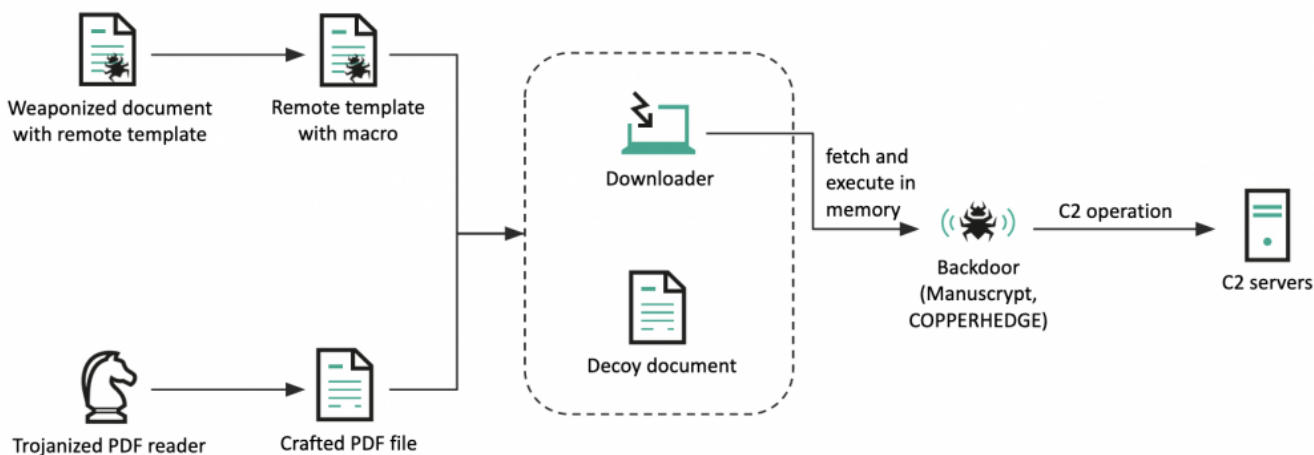 Weaponized document
with remote template
Remote template
with macro
Downloader
Decoy document
fetch and
execute in
memory
Backdoor
(Manuscrypt,
COPPERHEDGE)
C2 operation
C2 servers
Trojanized PDF reader
Crafted PDF file